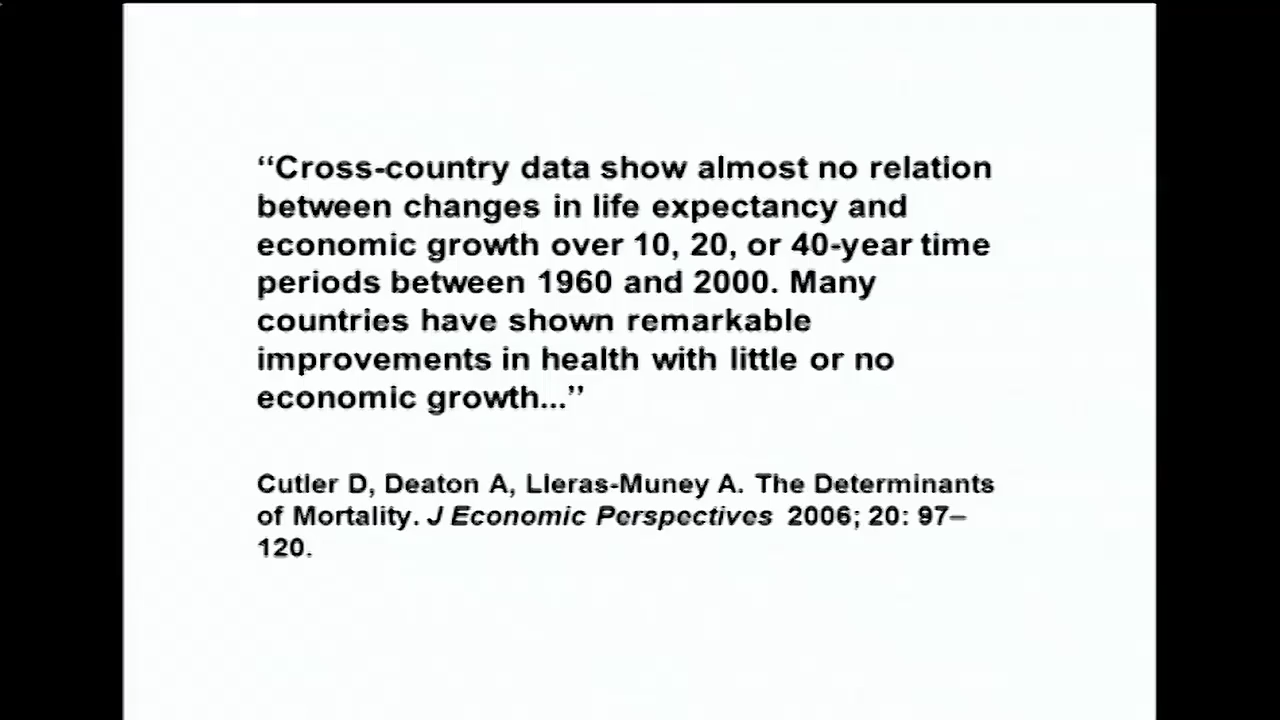 “Cross-country data show almost no relation
between changes in life expectancy and
economic growth over 10, 20, or 40-year time
periods between 1960 and 2000. Many
countries have shown remarkable
improvements in health with little or no
economic growth...”
Cutler D, Deaton A, Lleras-Muney A. The Determinants
of Mortality. J Economic Perspectives 2006; 20: 97–
120.